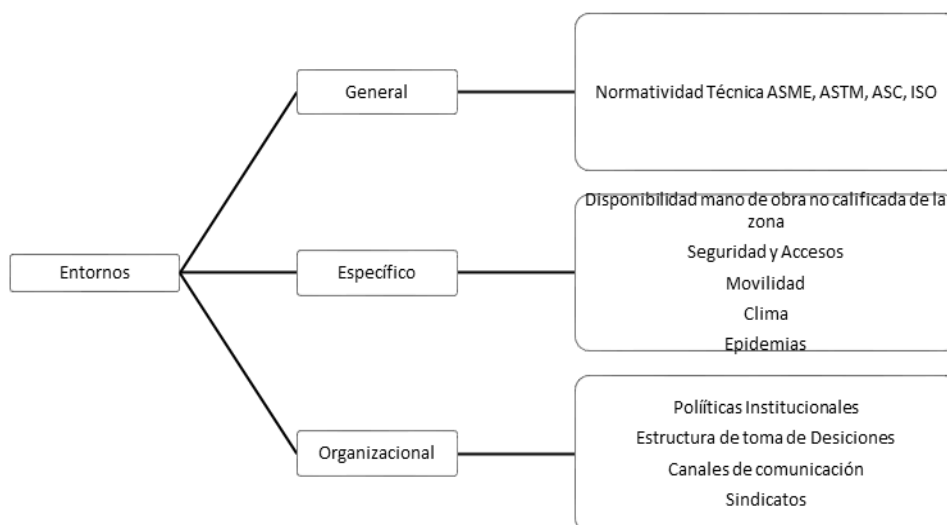 General
Normatividad Técnica ASME, ASTM, ASC, ISO
Entornos
Específico
Disponibilidad mano de obra no calificada de la
zona
Seguridad y Accesos
Movilidad
Clima
Epidemias
Organizacional
Polííticas Institucionales
Estructura de toma de Desiciones
Canales de comunicación
Sindicatos